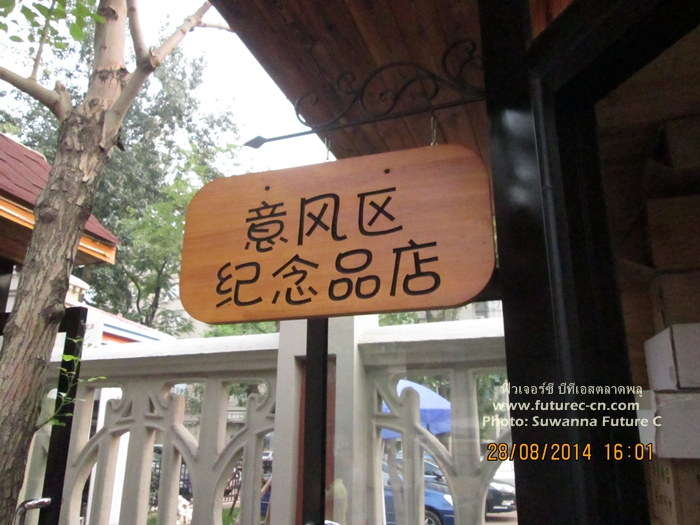 意风区
纪念品店
ฟิวเจอร์ซี บีทีเอสตลาดพลู
www.futurec-cn.com
Photo: Suwanna Future C
28/08/2014 16:01